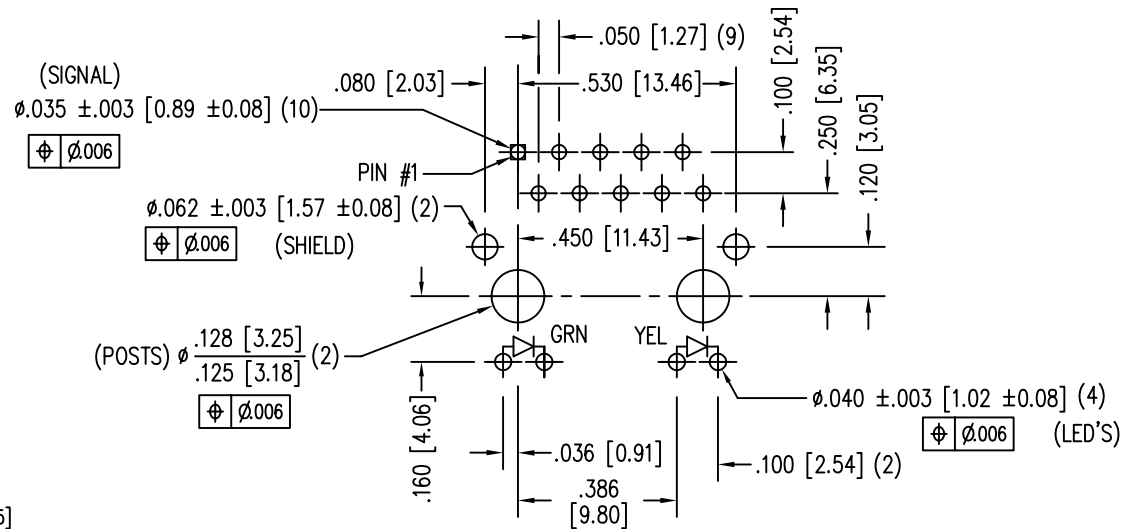 .050 [1.27] (9)
(SIGNAL)
.080 [2.03]
.530 [13.46]
.100 [2.54]
.250 [6.35]
.120 [3.05]
⌀.035 ±.003 [0.89 ±0.08] (10)
⌖ ⌀.006
PIN #1
⌀.062 ±.003 [1.57 ±0.08] (2)
⌖ ⌀.006
(SHIELD)
.450 [11.43]
GRN
YEL
(POSTS) ⌀ .128 [3.25]
.125 [3.18] (2)
⌖ ⌀.006
⌀.040 ±.003 [1.02 ±0.08] (4)
⌖ ⌀.006
(LED'S)
.160 [4.06]
.036 [0.91]
.100 [2.54] (2)
.386
[9.80]
5]